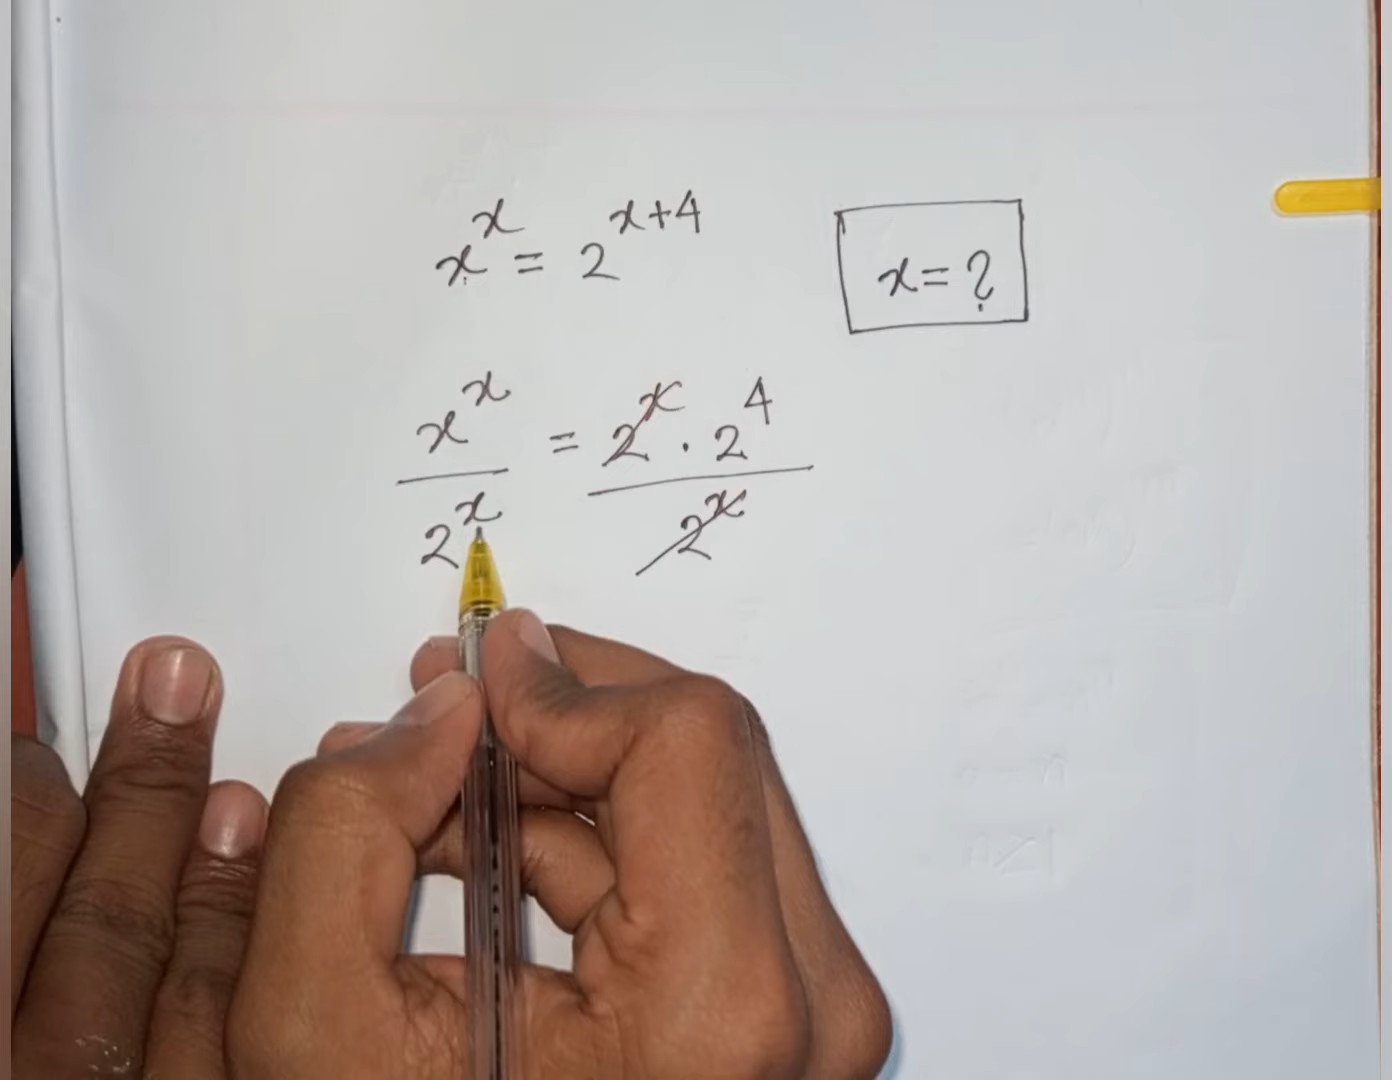 x^x = 2^{x+4}
x = ?
x^x / 2^x = 2^x · 2^4 / 2^x